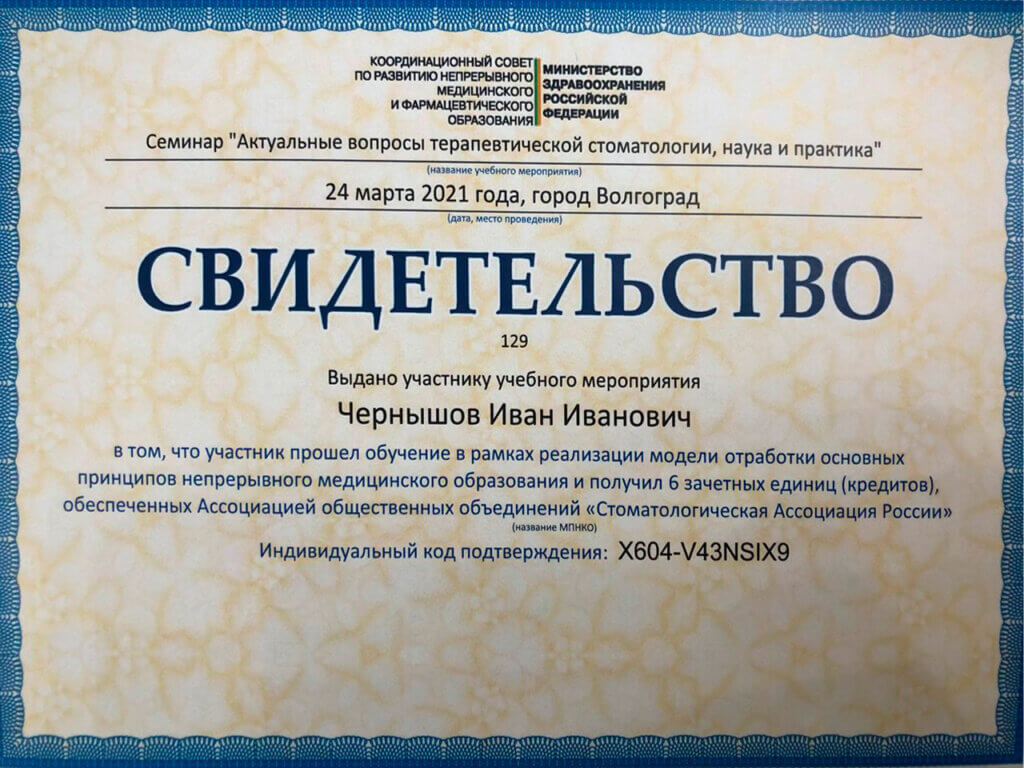 КООРДИНАЦИОННЫЙ СОВЕТ
ПО РАЗВИТИЮ НЕПРЕРЫВНОГО
МЕДИЦИНСКОГО
И ФАРМАЦЕВТИЧЕСКОГО
ОБРАЗОВАНИЯ
МИНИСТЕРСТВО
ЗДРАВООХРАНЕНИЯ
РОССИЙСКОЙ
ФЕДЕРАЦИИ
Семинар "Актуальные вопросы терапевтической стоматологии, наука и практика"
(название учебного мероприятия)
24 марта 2021 года, город Волгоград
(дата, место проведения)
СВИДЕТЕЛЬСТВО
129
Выдано участнику учебного мероприятия
Чернышов Иван Иванович
в том, что участник прошел обучение в рамках реализации модели отработки основных
принципов непрерывного медицинского образования и получил 6 зачетных единиц (кредитов),
обеспеченных Ассоциацией общественных объединений «Стоматологическая Ассоциация России»
(название МПНКО)
Индивидуальный код подтверждения: X604-V43NSIX9